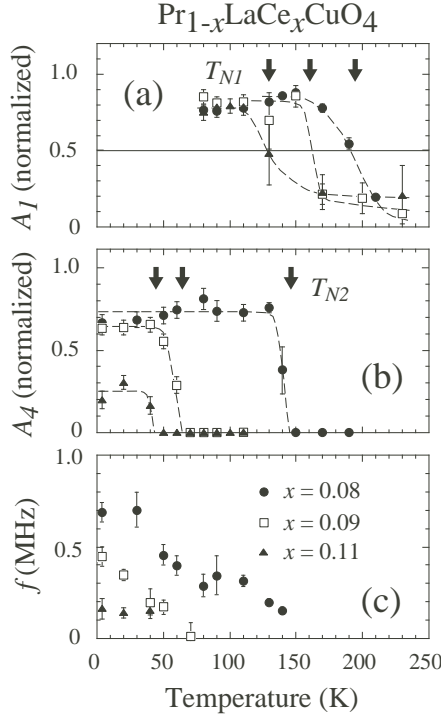 Pr1-xLaCexCuO4
1.0
0.5
0
A1 (normalized)
(a)
TN1
1.0
0.5
0
A4 (normalized)
TN2
(b)
1.0
0.5
0
f (MHz)
x = 0.08
x = 0.09
x = 0.11
(c)
0 50 100 150 200 250
Temperature (K)